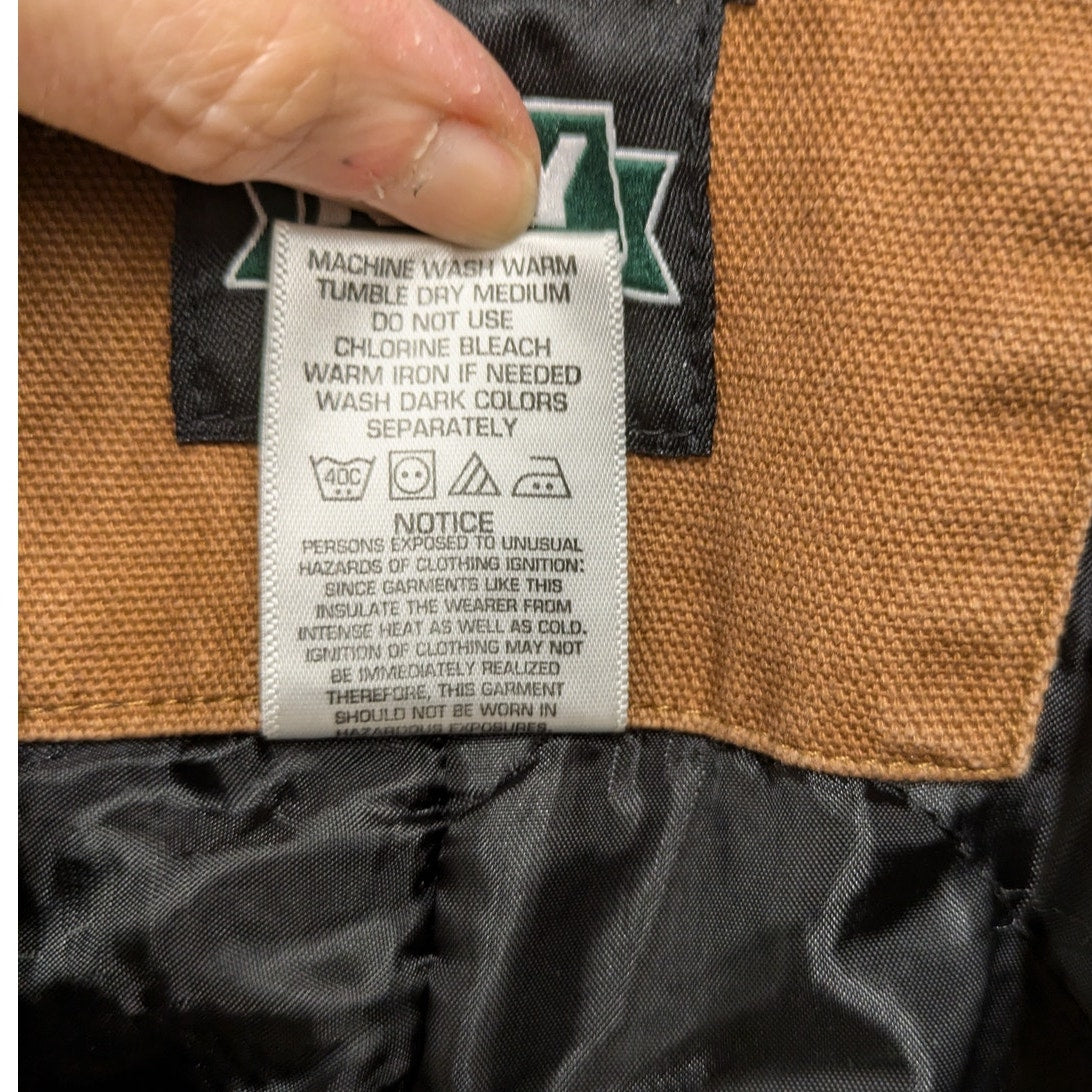 Y
MACHINE WASH WARM
TUMBLE DRY MEDIUM
DO NOT USE
CHLORINE BLEACH
WARM IRON IF NEEDED
WASH DARK COLORS
SEPARATELY
40C
NOTICE
PERSONS EXPOSED TO UNUSUAL
HAZARDS OF CLOTHING IGNITION:
SINCE GARMENTS LIKE THIS
INSULATE THE WEARER FROM
INTENSE HEAT AS WELL AS COLD.
IGNITION OF CLOTHING MAY NOT
BE IMMEDIATELY REALIZED
THEREFORE, THIS GARMENT
SHOULD NOT BE WORN IN
HAZARDOUS EXPOSURES.